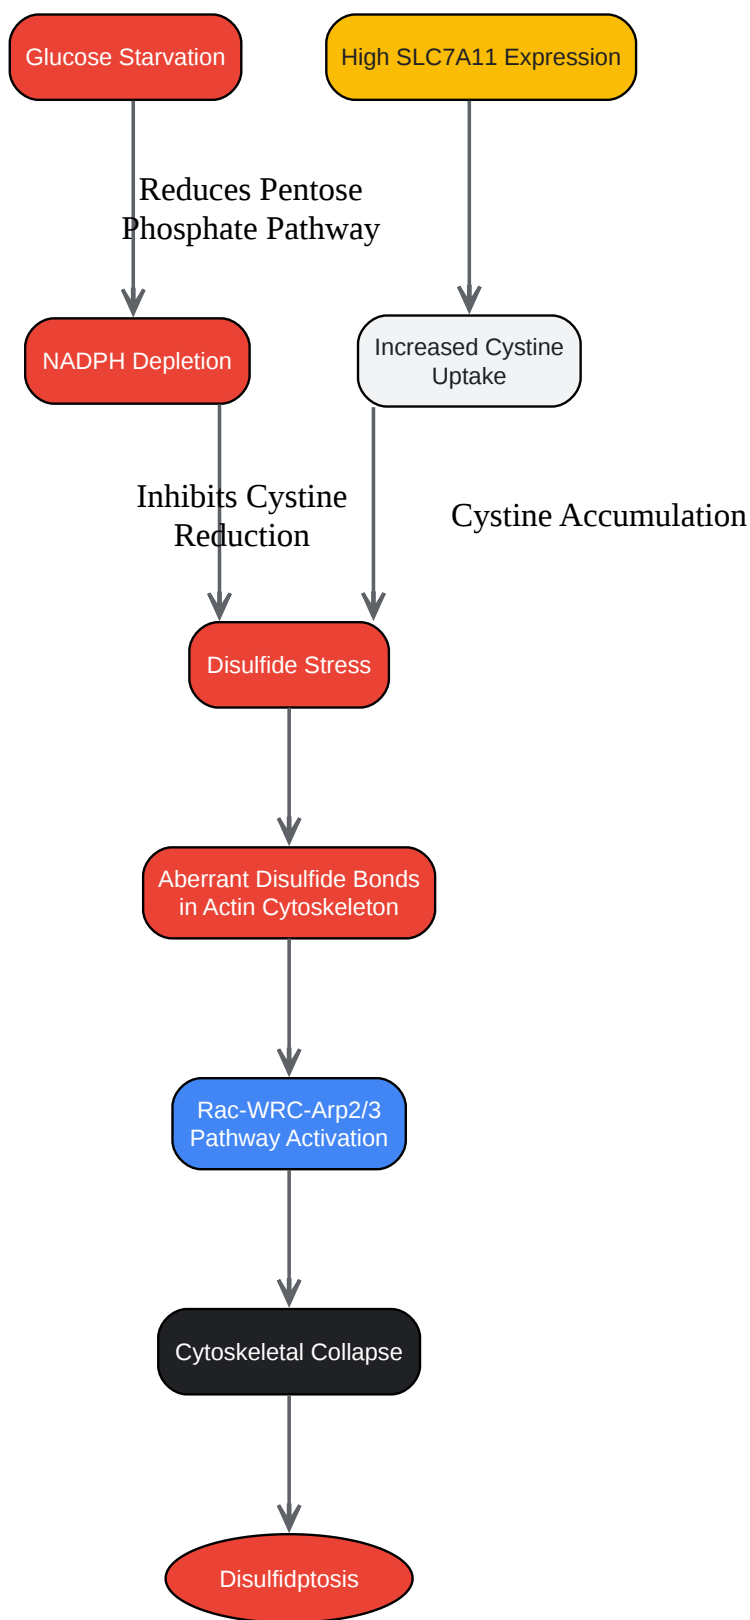 Glucose Starvation
High SLC7A11 Expression
Reduces Pentose
Phosphate Pathway
NADPH Depletion
Increased Cystine
Uptake
Inhibits Cystine
Reduction
Cystine Accumulation
Disulfide Stress
Aberrant Disulfide Bonds
in Actin Cytoskeleton
Rac-WRC-Arp2/3
Pathway Activation
Cytoskeletal Collapse
Disulfidptosis